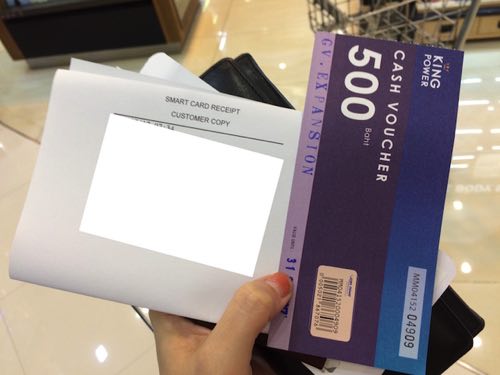 SMART CARD RECEIPT
CUSTOMER COPY
GV.EXPANSION
KING
POWER
CASH VOUCHER
500
Baht
MM04152 04909